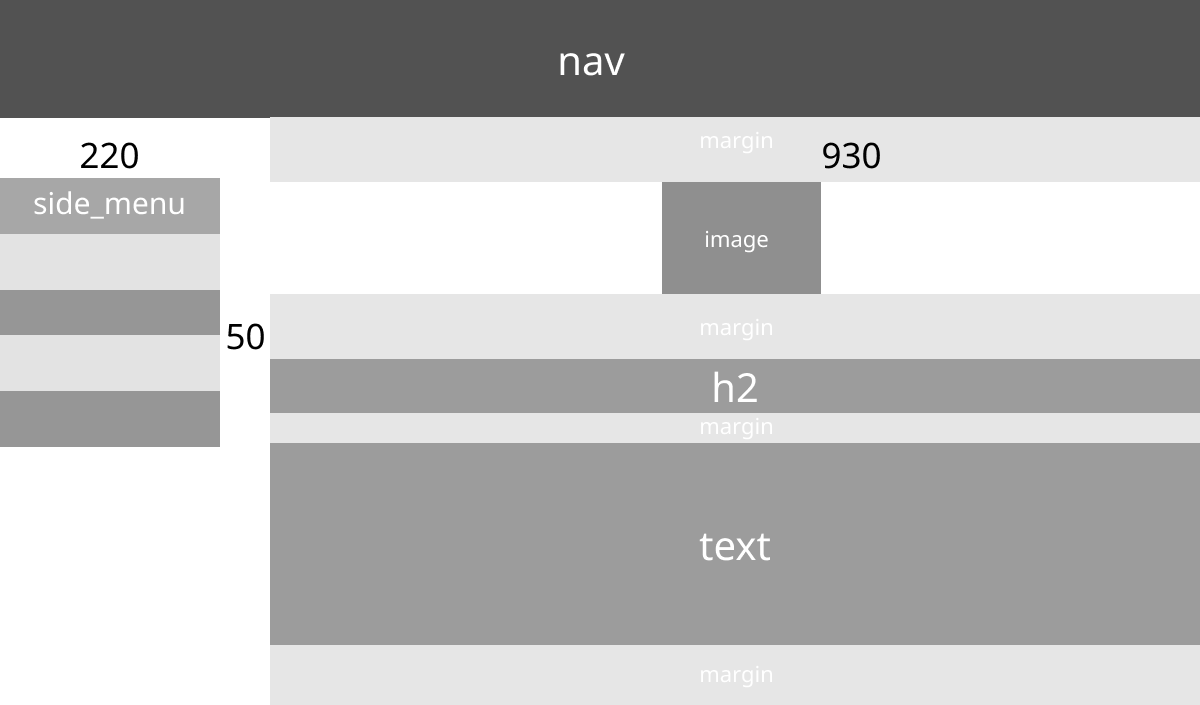 nav
220
margin
930
side_menu
image
50
margin
h2
margin
text
margin